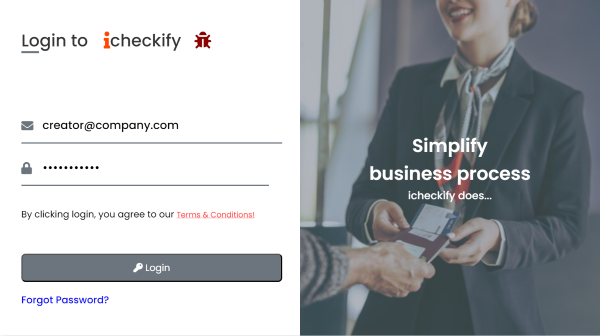 Login to icheckify
creator@company.com
•••••••••••
By clicking login, you agree to our Terms & Conditions!
Login
Forgot Password?
Simplify
business process
icheckify does...